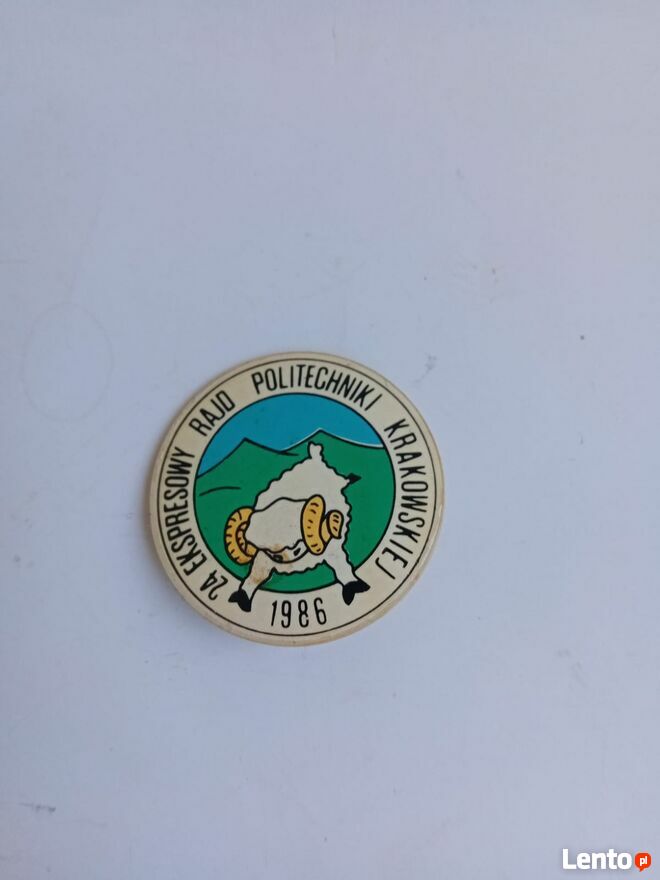 24 EKSPRESOWY RAJD POLITECHNIKI KRAKOWSKIEJ
1986
Lento.pl